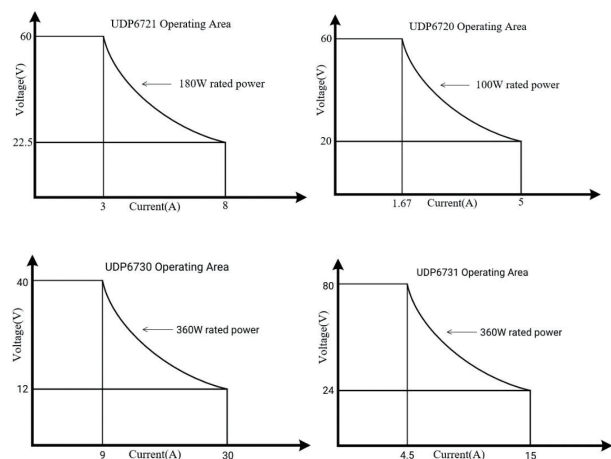 UDP6721 Operating Area
60
180W rated power
Voltage(V)
22.5
3
Current(A)
8
UDP6720 Operating Area
60
100W rated power
Voltage(V)
20
1.67
Current(A)
5
UDP6730 Operating Area
40
360W rated power
Voltage(V)
12
9
Current(A)
30
UDP6731 Operating Area
80
360W rated power
Voltage(V)
24
4.5
Current(A)
15